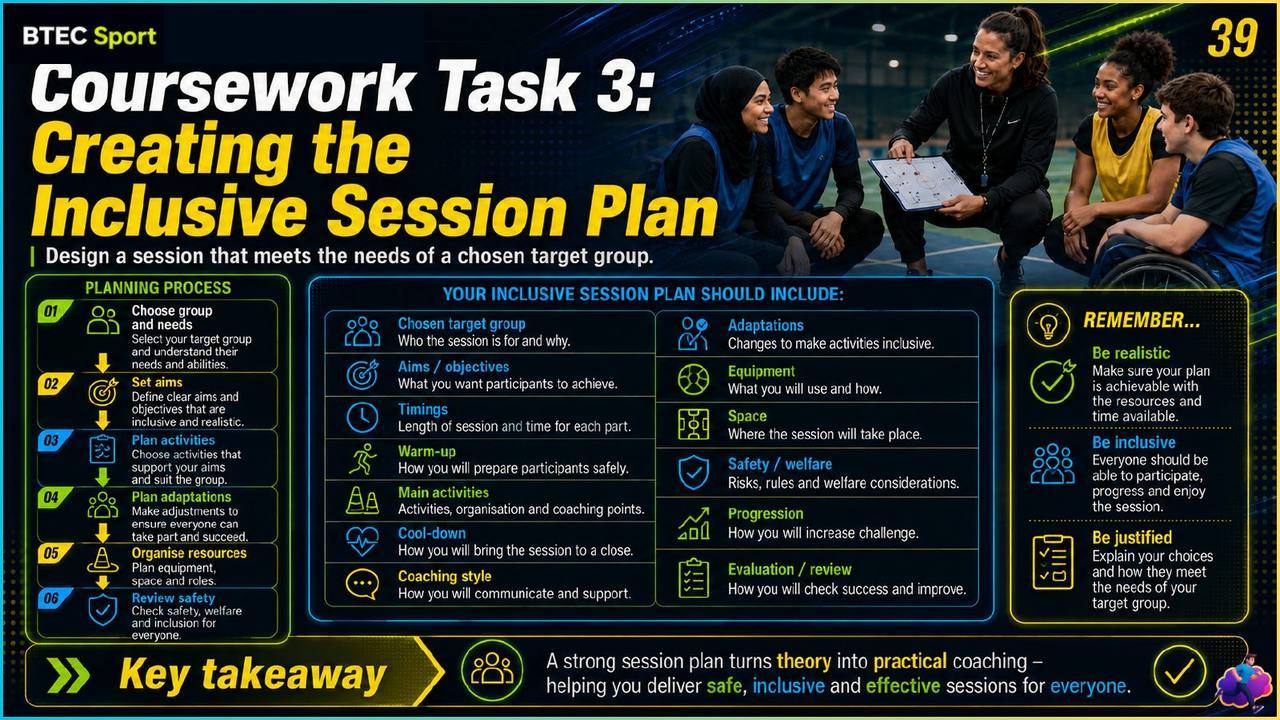 BTEC Sport
39
Coursework Task 3:
Creating the
Inclusive Session Plan
Design a session that meets the needs of a chosen target group.
PLANNING PROCESS
01
Choose group
and needs
Select your target group
and understand their
needs and abilities.
02
Set aims
Define clear aims and
objectives that are
inclusive and realistic.
03
Plan activities
Choose activities that
support your aims
and suit the group.
04
Plan adaptations
Make adjustments to
ensure everyone can
take part and succeed.
05
Organise resources
Plan equipment,
space and roles.
06
Review safety
Check safety, welfare
and inclusion for
everyone.
YOUR INCLUSIVE SESSION PLAN SHOULD INCLUDE:
Chosen target group
Who the session is for and why.
Aims / objectives
What you want participants to achieve.
Timings
Length of session and time for each part.
Warm-up
How you will prepare participants safely.
Main activities
Activities, organisation and coaching points.
Cool-down
How you will bring the session to a close.
Coaching style
How you will communicate and support.
Adaptations
Changes to make activities inclusive.
Equipment
What you will use and how.
Space
Where the session will take place.
Safety / welfare
Risks, rules and welfare considerations.
Progression
How you will increase challenge.
Evaluation / review
How you will check success and improve.
REMEMBER...
Be realistic
Make sure your plan
is achievable with
the resources and
time available.
Be inclusive
Everyone should be
able to participate,
progress and enjoy
the session.
Be justified
Explain your choices
and how they meet
the needs of your
target group.
Key takeaway
A strong session plan turns theory into practical coaching –
helping you deliver safe, inclusive and effective sessions for everyone.